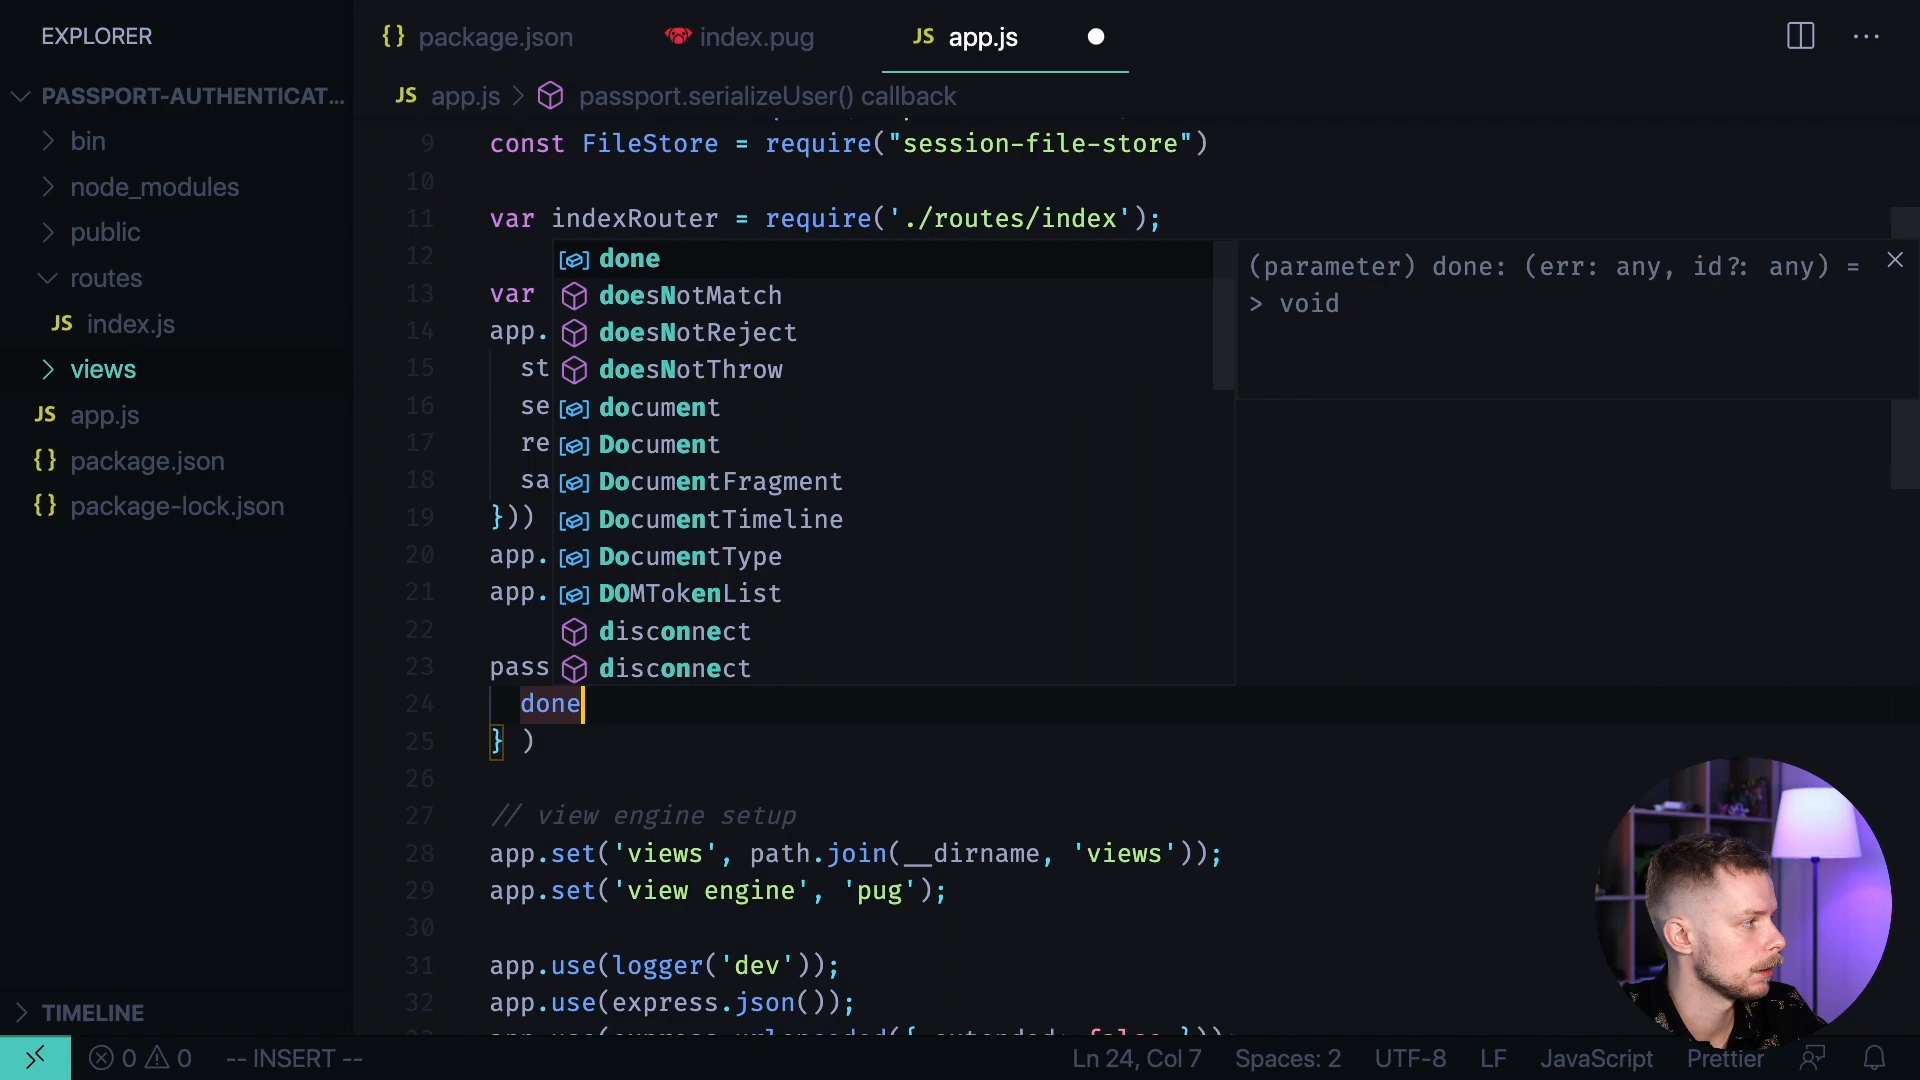 EXPLORER
PASSPORT-AUTHENTICAT...
bin
node_modules
public
routes
JS index.js
views
JS app.js
{} package.json
{} package-lock.json
TIMELINE
{} package.json
index.pug
JS app.js
JS app.js > passport.serializeUser() callback
9 const FileStore = require("session-file-store")
10
11 var indexRouter = require('./routes/index');
12
13 var
14 app.
15 st
16 se
17 re
18 sa
19 }))
20 app.
21 app.
22
23 pass
24 done
25 } )
26
27 // view engine setup
28 app.set('views', path.join(__dirname, 'views'));
29 app.set('view engine', 'pug');
30
31 app.use(logger('dev'));
32 app.use(express.json());
app.use(express.urlencoded({ extended: false }));
done
doesNotMatch
doesNotReject
doesNotThrow
document
Document
DocumentFragment
DocumentTimeline
DocumentType
DOMTokenList
disconnect
disconnect
(parameter) done: (err: any, id?: any) =
> void
0 0 -- INSERT -- Ln 24, Col 7 Spaces: 2 UTF-8 LF JavaScript Prettier